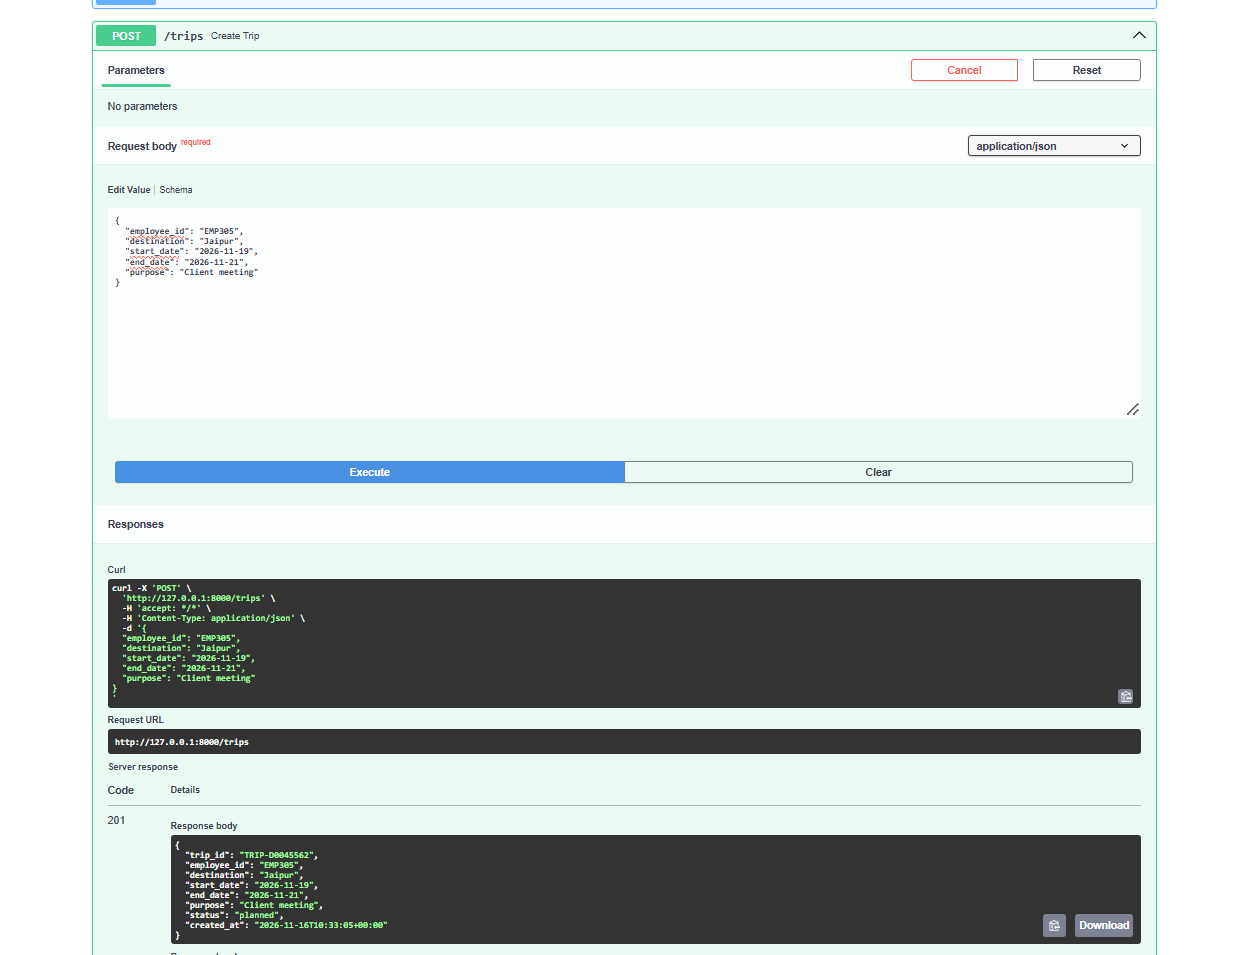 POST /trips Create Trip
Parameters
Cancel
Reset
No parameters
Request body required
application/json
Edit Value | Schema
{
  "employee_id": "EMP305",
  "destination": "Jaipur",
  "start_date": "2026-11-19",
  "end_date": "2026-11-21",
  "purpose": "Client meeting"
}
Execute
Clear
Responses
Curl
curl -X 'POST' \
  'http://127.0.0.1:8000/trips' \
  -H 'accept: */*' \
  -H 'Content-Type: application/json' \
  -d '{
  "employee_id": "EMP305",
  "destination": "Jaipur",
  "start_date": "2026-11-19",
  "end_date": "2026-11-21",
  "purpose": "Client meeting"
}
'
Request URL
http://127.0.0.1:8000/trips
Server response
Code Details
201
Response body
{
  "trip_id": "TRIP-D0045562",
  "employee_id": "EMP305",
  "destination": "Jaipur",
  "start_date": "2026-11-19",
  "end_date": "2026-11-21",
  "purpose": "Client meeting",
  "status": "planned",
  "created_at": "2026-11-16T10:33:05+00:00"
}
Download